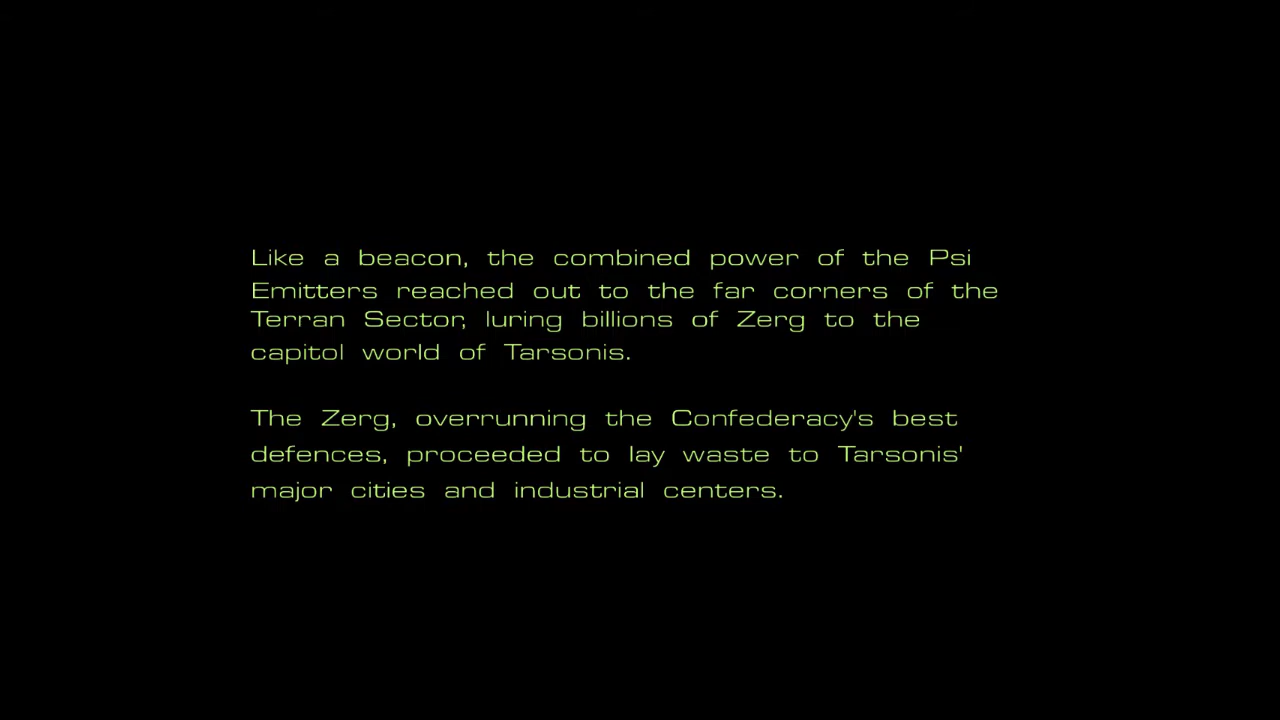 Like a beacon, the combined power of the Psi
Emitters reached out to the far corners of the
Terran Sector, luring billions of Zerg to the
capitol world of Tarsonis.
The Zerg, overrunning the Confederacy's best
defences, proceeded to lay waste to Tarsonis'
major cities and industrial centers.